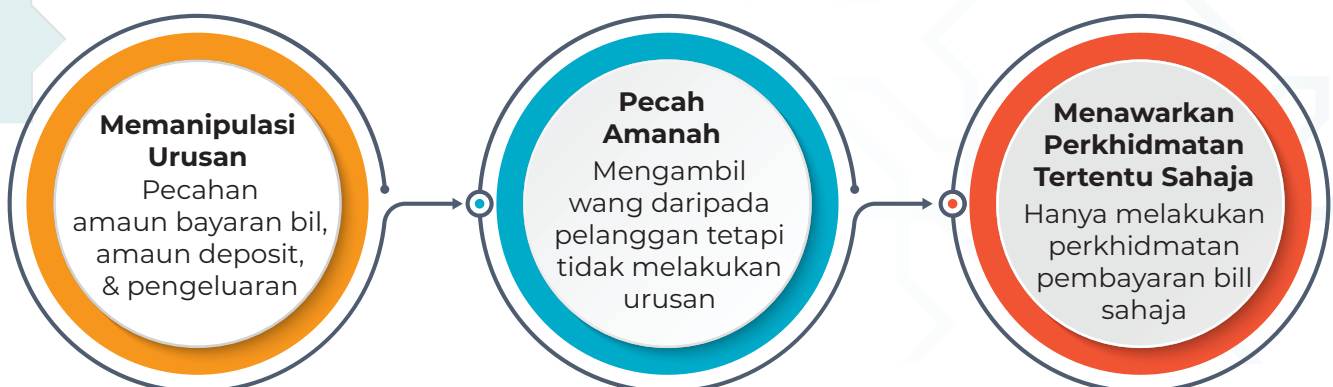 Memanipulasi
Urusan
Pecahan
amaun bayaran bil,
amaun deposit,
& pengeluaran
Pecah
Amanah
Mengambil
wang daripada
pelanggan tetapi
tidak melakukan
urusan
Menawarkan
Perkhidmatan
Tertentu Sahaja
Hanya melakukan
perkhidmatan
pembayaran bill
sahaja